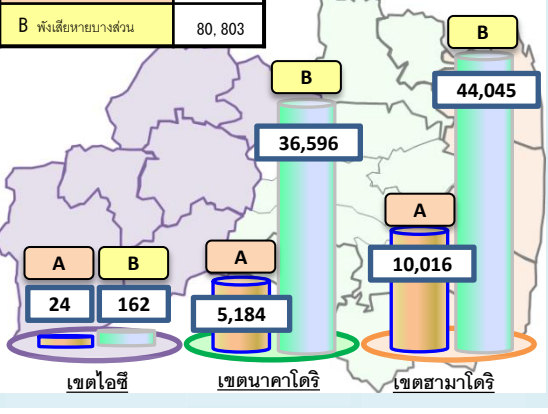 B พังเสียหายบางส่วน 80, 803
B
44,045
B
36,596
A
10,016
A
5,184
A B
24 162
เขตไอซึ เขตนาคาโดริ เขตฮามาโดริ